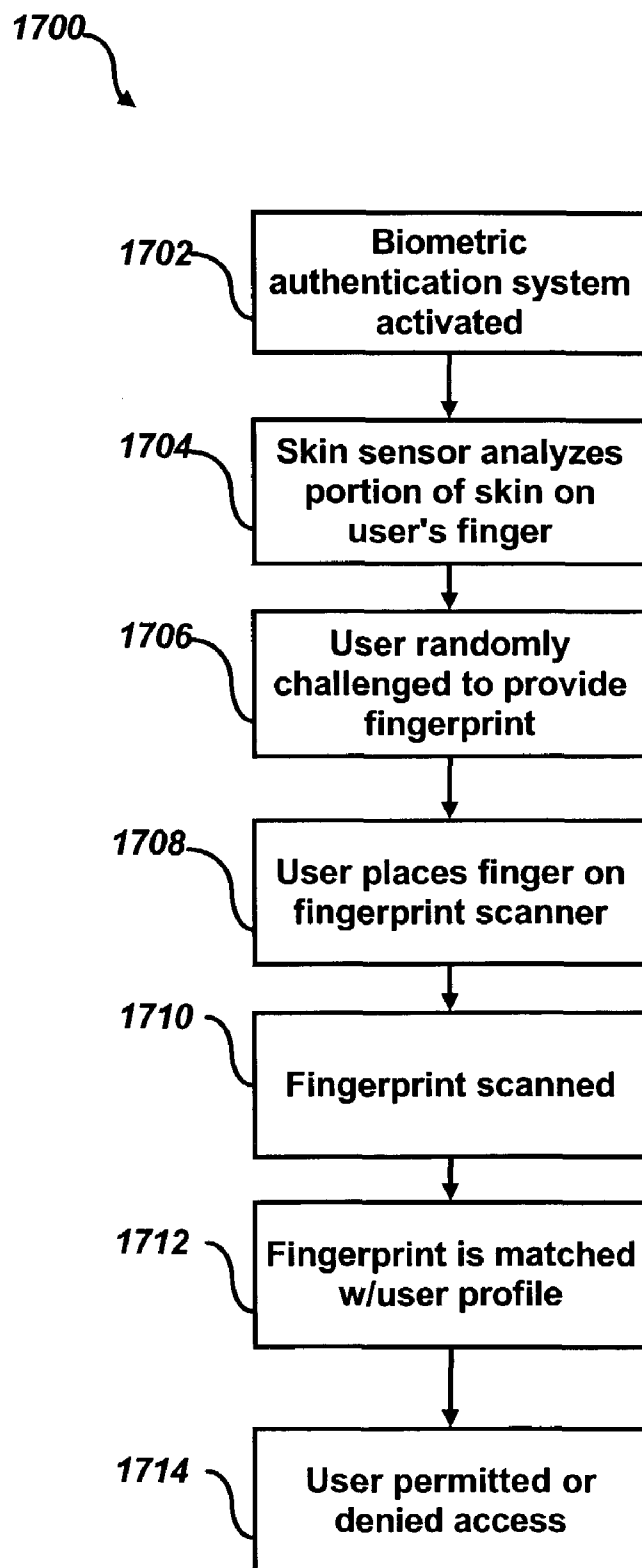 1700
1702
Biometric
authentication system
activated
1704
Skin sensor analyzes
portion of skin on
user's finger
1706
User randomly
challenged to provide
fingerprint
1708
User places finger on
fingerprint scanner
1710
Fingerprint scanned
1712
Fingerprint is matched
w/user profile
1714
User permitted or
denied access